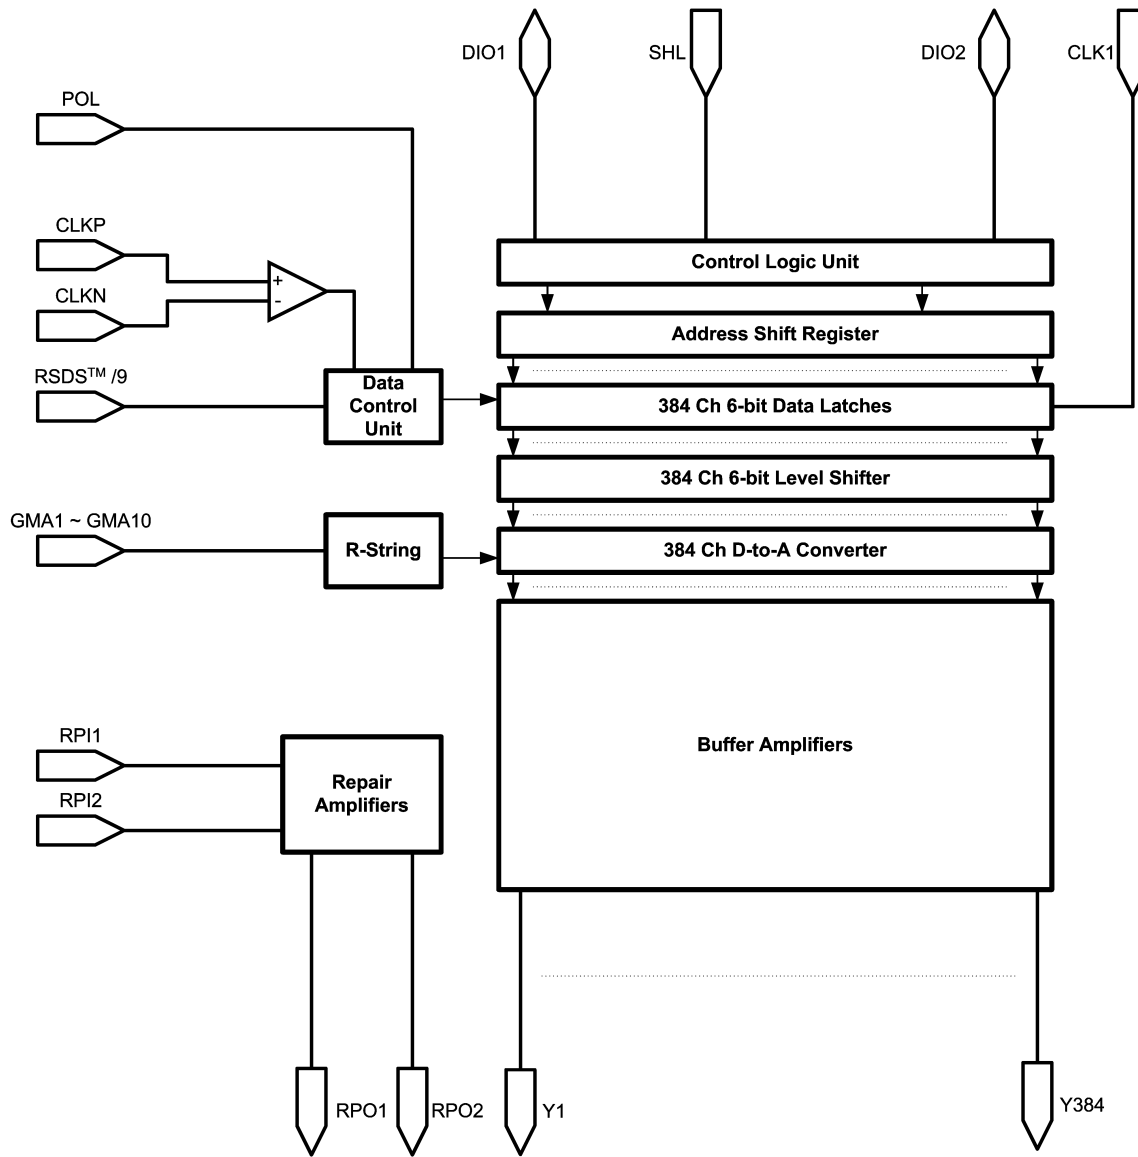 DIO1
SHL
DIO2
CLK1
POL
CLKP
CLKN
+
-
Control Logic Unit
Address Shift Register
RSDS™ /9
Data
Control
Unit
384 Ch 6-bit Data Latches
384 Ch 6-bit Level Shifter
GMA1 ~ GMA10
R-String
384 Ch D-to-A Converter
RPI1
RPI2
Repair
Amplifiers
Buffer Amplifiers
RPO1
RPO2
Y1
Y384